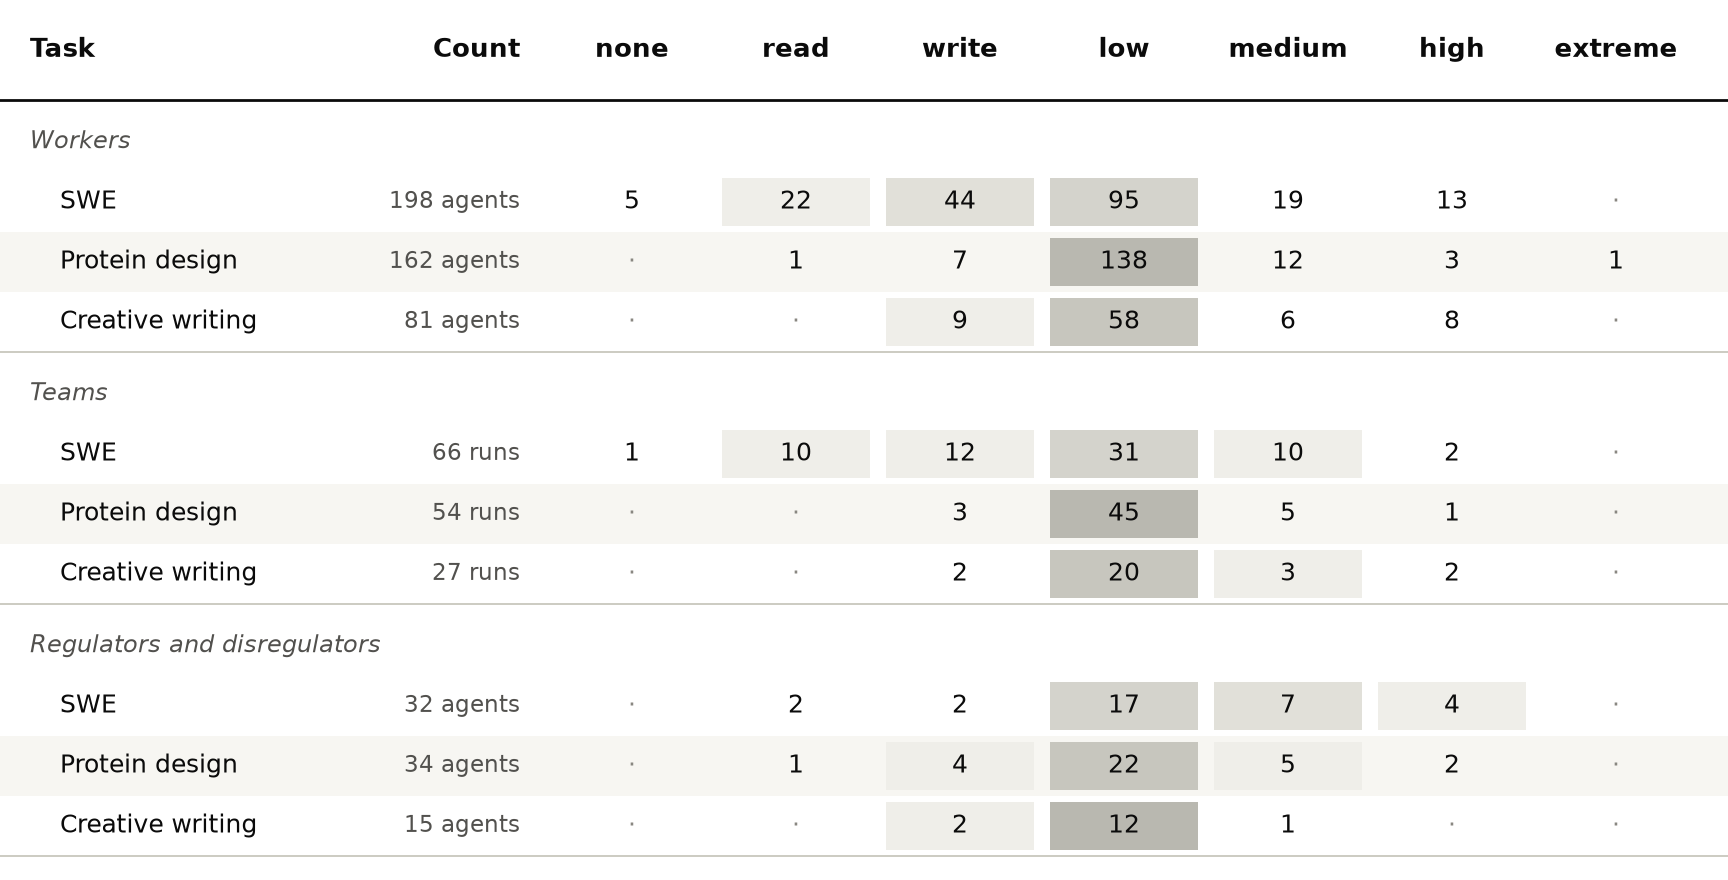 Task Count none read write low medium high extreme
Workers
SWE 198 agents 5 22 44 95 19 13 ·
Protein design 162 agents · 1 7 138 12 3 1
Creative writing 81 agents · · 9 58 6 8 ·
Teams
SWE 66 runs 1 10 12 31 10 2 ·
Protein design 54 runs · · 3 45 5 1 ·
Creative writing 27 runs · · 2 20 3 2 ·
Regulators and disregulators
SWE 32 agents · 2 2 17 7 4 ·
Protein design 34 agents · 1 4 22 5 2 ·
Creative writing 15 agents · · 2 12 1 · ·